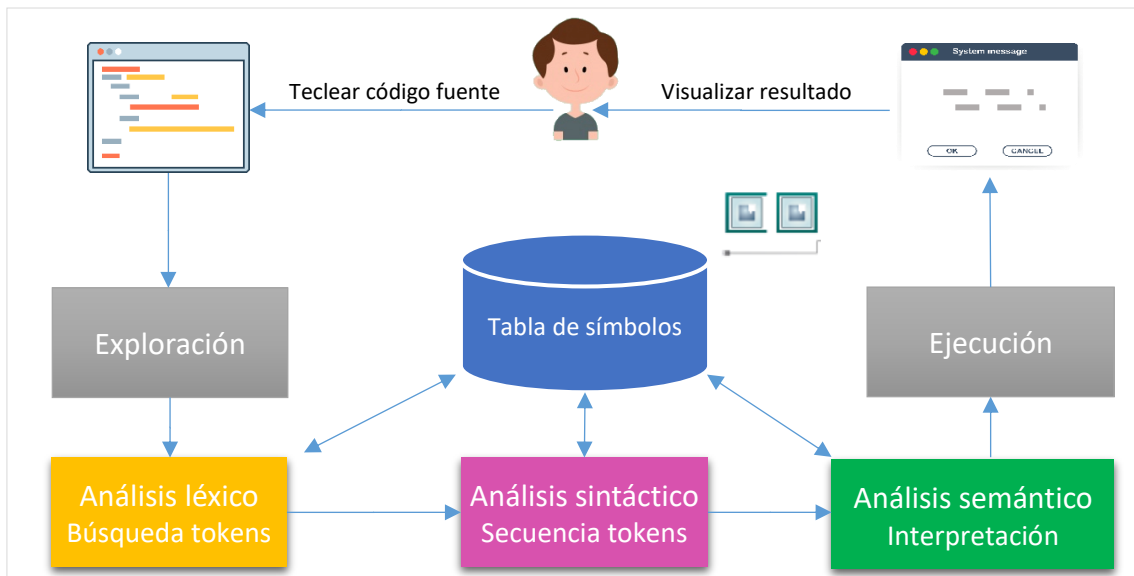 System message
Teclear código fuente
Visualizar resultado
OK
CANCEL
Tabla de símbolos
Exploración
Ejecución
Análisis léxico
Búsqueda tokens
Análisis sintáctico
Secuencia tokens
Análisis semántico
Interpretación